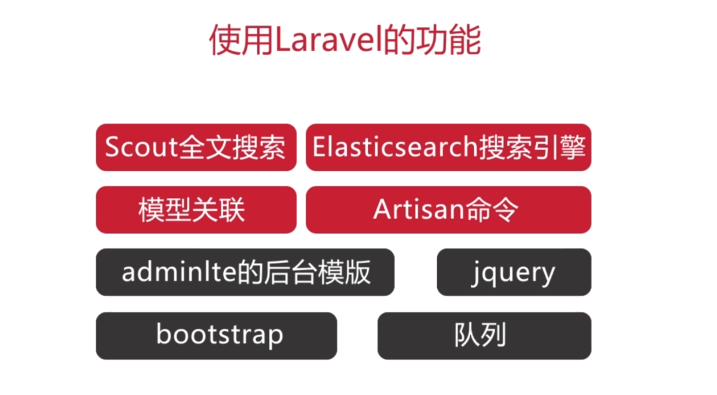 使用Laravel的功能
Scout全文搜索 Elasticsearch搜索引擎
模型关联 Artisan命令
adminlte的后台模版 jquery
bootstrap 队列